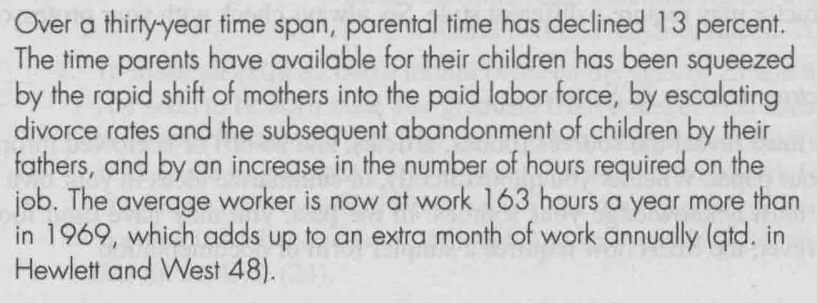 Over a thirty-year time span, parental time has declined 13 percent.
The time parents have available for their children has been squeezed
by the rapid shift of mothers into the paid labor force, by escalating
divorce rates and the subsequent abandonment of children by their
fathers, and by an increase in the number of hours required on the
job. The average worker is now at work 163 hours a year more than
in 1969, which adds up to an extra month of work annually (qtd. in
Hewlett and West 48).